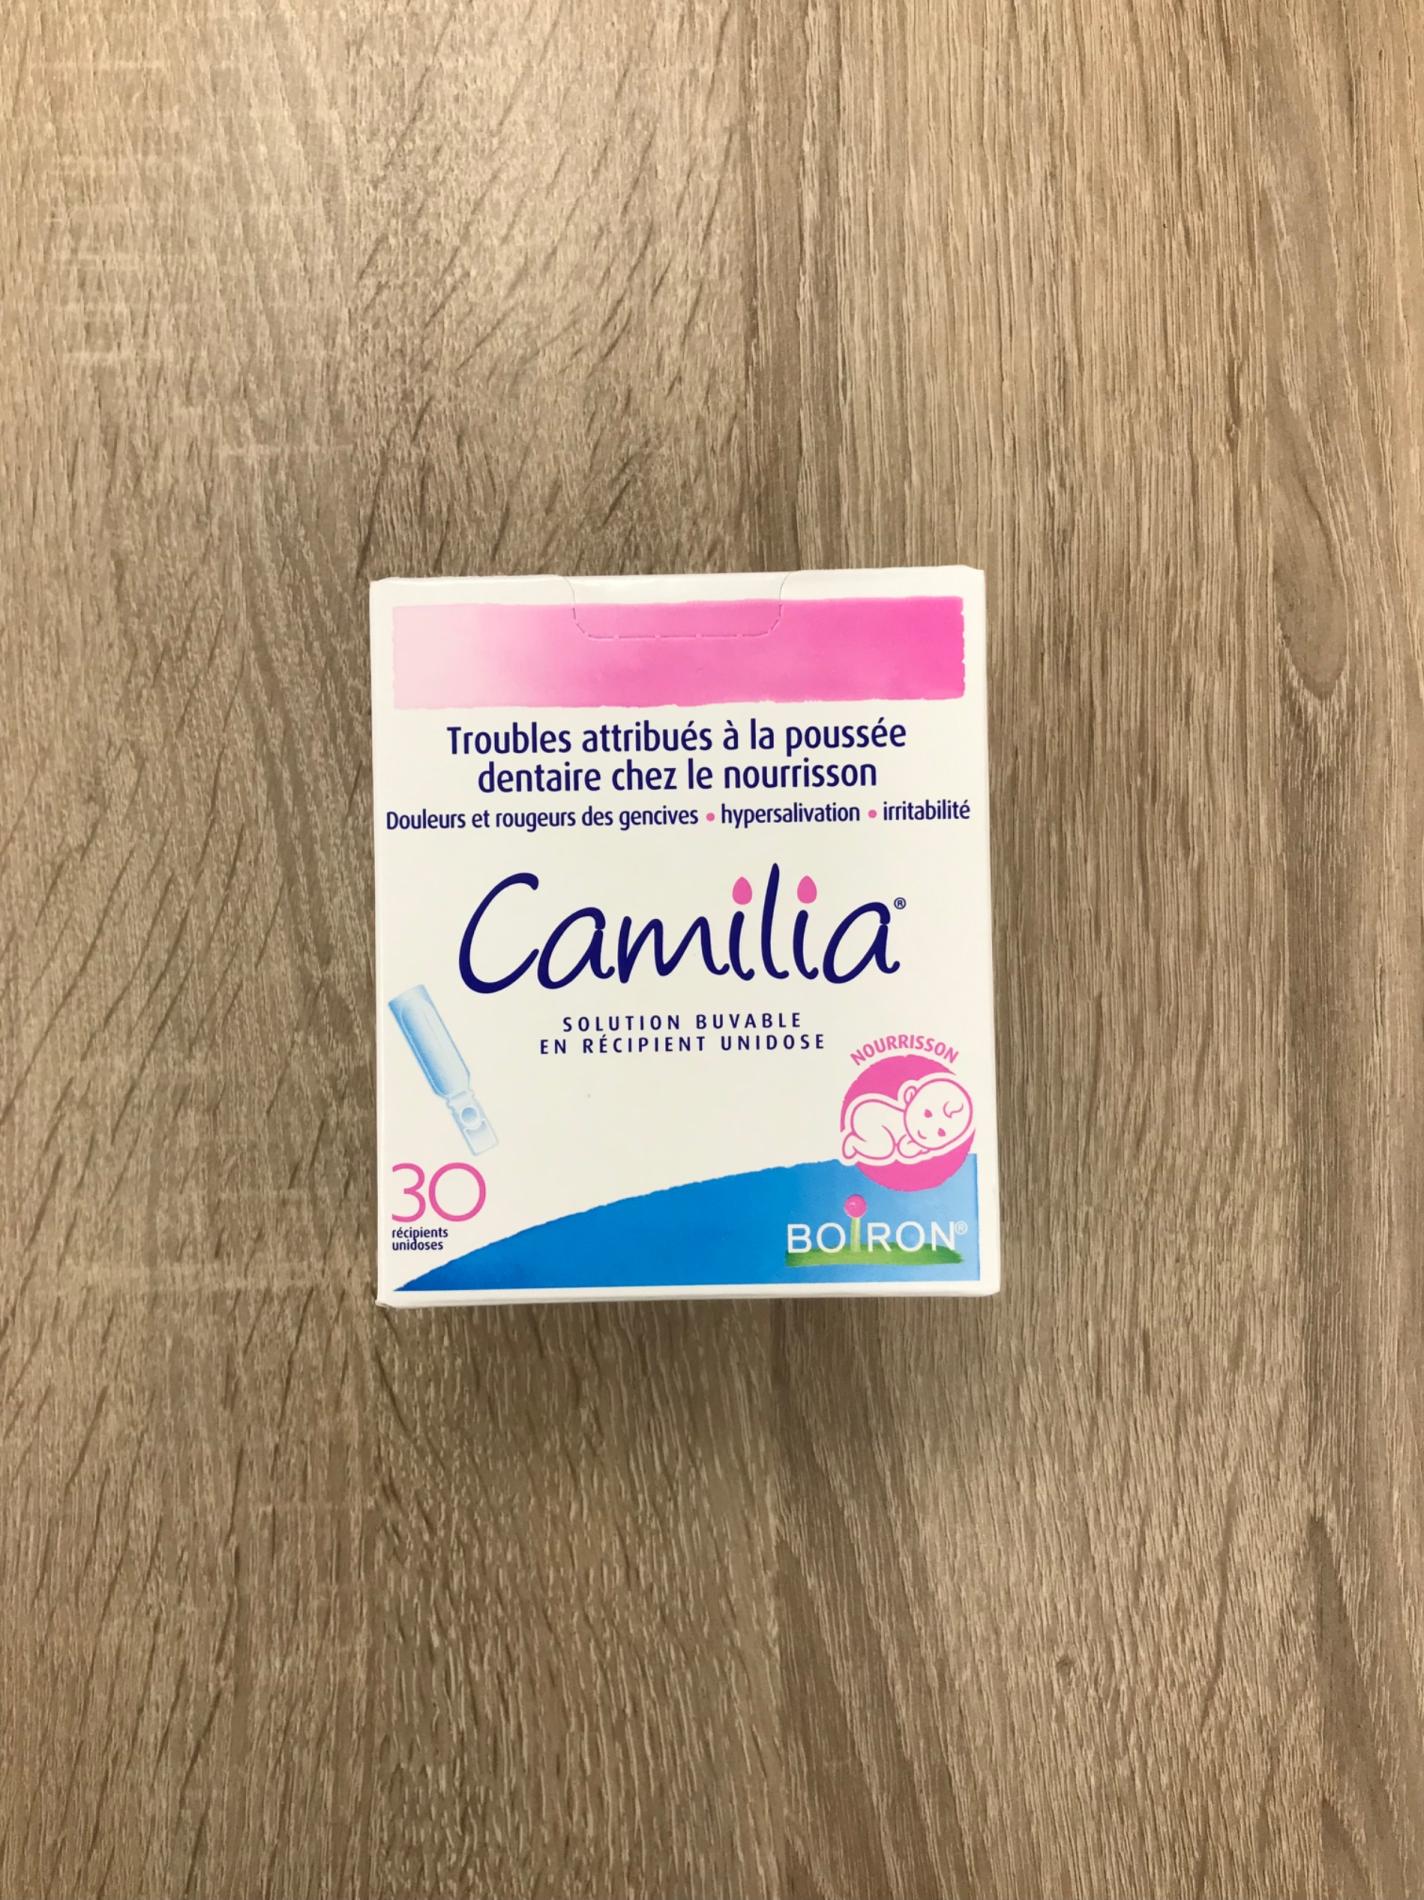 Troubles attribués à la poussée
dentaire chez le nourrisson
Douleurs et rougeurs des gencives • hypersalivation • irritabilité
Camilia®
SOLUTION BUVABLE
EN RÉCIPIENT UNIDOSE
NOURRISSON
30
récipients
unidoses
BOIRON®